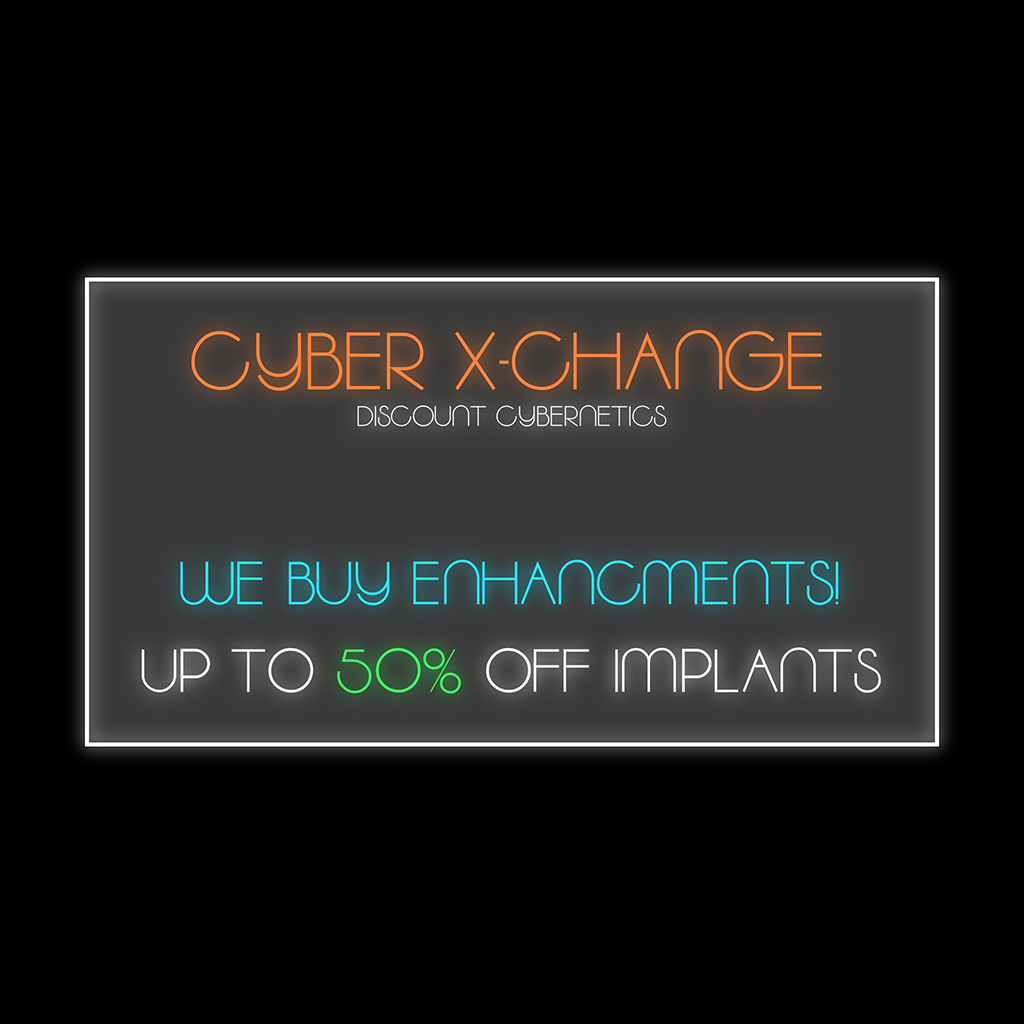 CYBER X-CHANGE
DISCOUNT CYBERNETICS
WE BUY ENHANCMENTS!
UP TO 50% OFF IMPLANTS